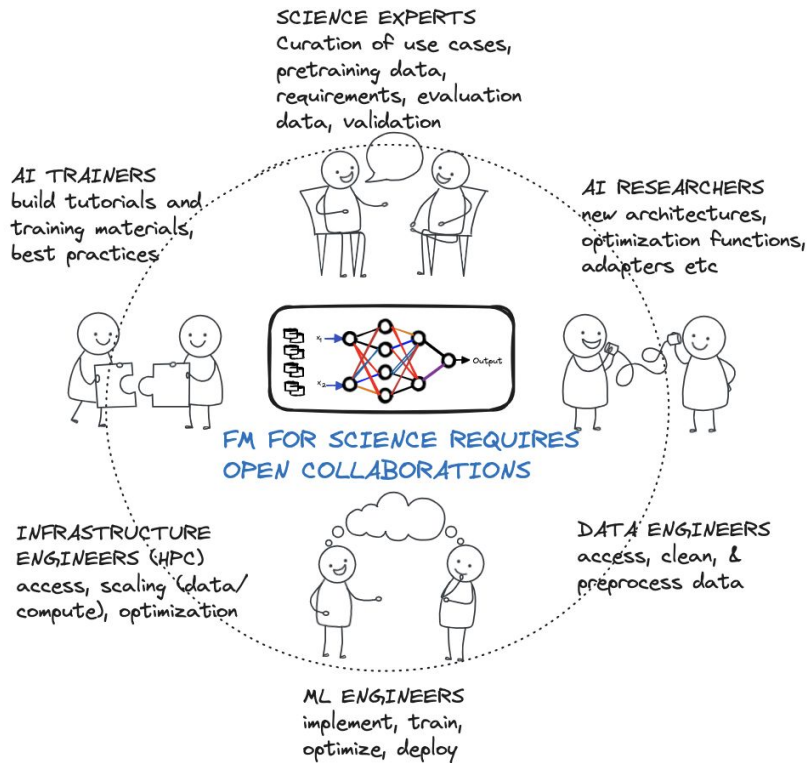 SCIENCE EXPERTS
Curation of use cases,
pretraining data,
requirements, evaluation
data, validation
AI TRAINERS
build tutorials and
training materials,
best practices
AI RESEARCHERS
new architectures,
optimization functions,
adapters etc
x₁
x₂
Output
FM FOR SCIENCE REQUIRES
OPEN COLLABORATIONS
INFRASTRUCTURE
ENGINEERS (HPC)
access, scaling (data/
compute), optimization
DATA ENGINEERS
access, clean, &
preprocess data
ML ENGINEERS
implement, train,
optimize, deploy